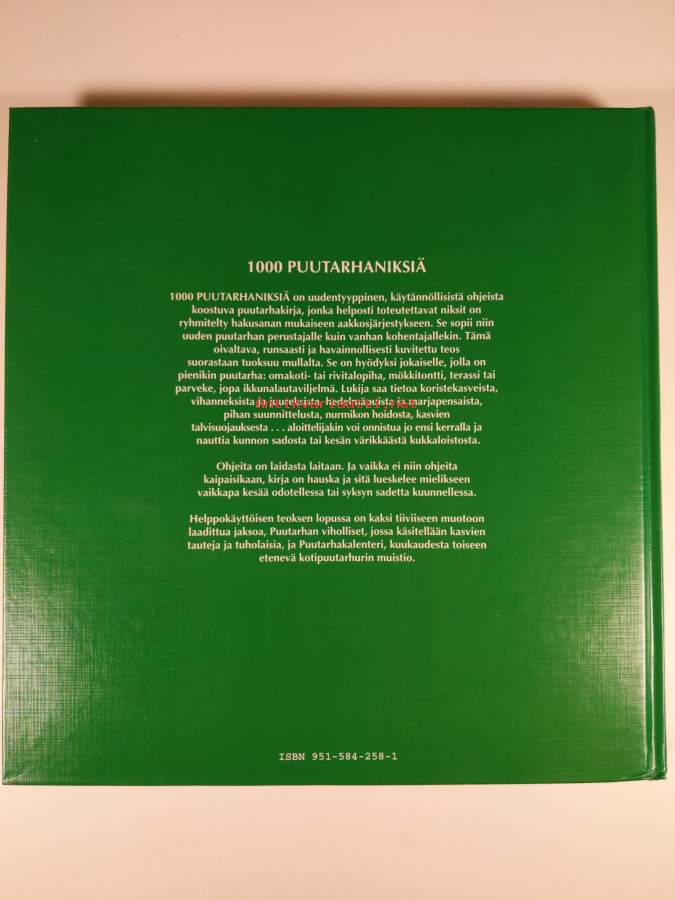 1000 PUUTARHANIKSIÄ
1000 PUUTARHANIKSIÄ on uudentyyppinen, käytännöllisistä ohjeista
koostuva puutarhakirja, jonka helposti toteutettavat niksit on
ryhmitelty hakusanan mukaiseen aakkosjärjestykseen. Se sopii niin
uuden puutarhan perustajalle kuin vanhan kohentajallekin. Tämä
oivaltava, runsaasti ja havainnollisesti kuvitettu teos
suorastaan tuoksuu mullalta. Se on hyödyksi jokaiselle, jolla on
pienikin puutarha: omakoti- tai rivitalopiha, mökkitontti, terassi tai
parveke, jopa ikkunalautaviljelmä. Lukija saa tietoa koristekasveista,
vihanneksista ja yrteistä, hedelmäpuista ja marjapensaista,
pihan suunnittelusta, nurmikon hoidosta, kasvien
talvisuojauksesta . . . aloittelijakin voi onnistua jo ensi kerralla ja
nauttia kunnon sadosta tai kesän värikkäästä kukkaloistosta.
Ohjeita on laidasta laitaan. Ja vaikka ei niin ohjeita
kaipaisikaan, kirja on hauska ja sitä lueskelee mielikseen
vaikkapa kesää odotellessa tai syksyn sadetta kuunnellessa.
Helppokäyttöisen teoksen lopussa on kaksi tiiviiseen muotoon
laadittua jaksoa, Puutarhan viholliset, jossa käsitellään kasvien
tauteja ja tuholaisia, ja Puutarhakalenteri, kuukaudesta toiseen
etenevä kotipuutarhurin muistio.
ISBN 951-584-258-1